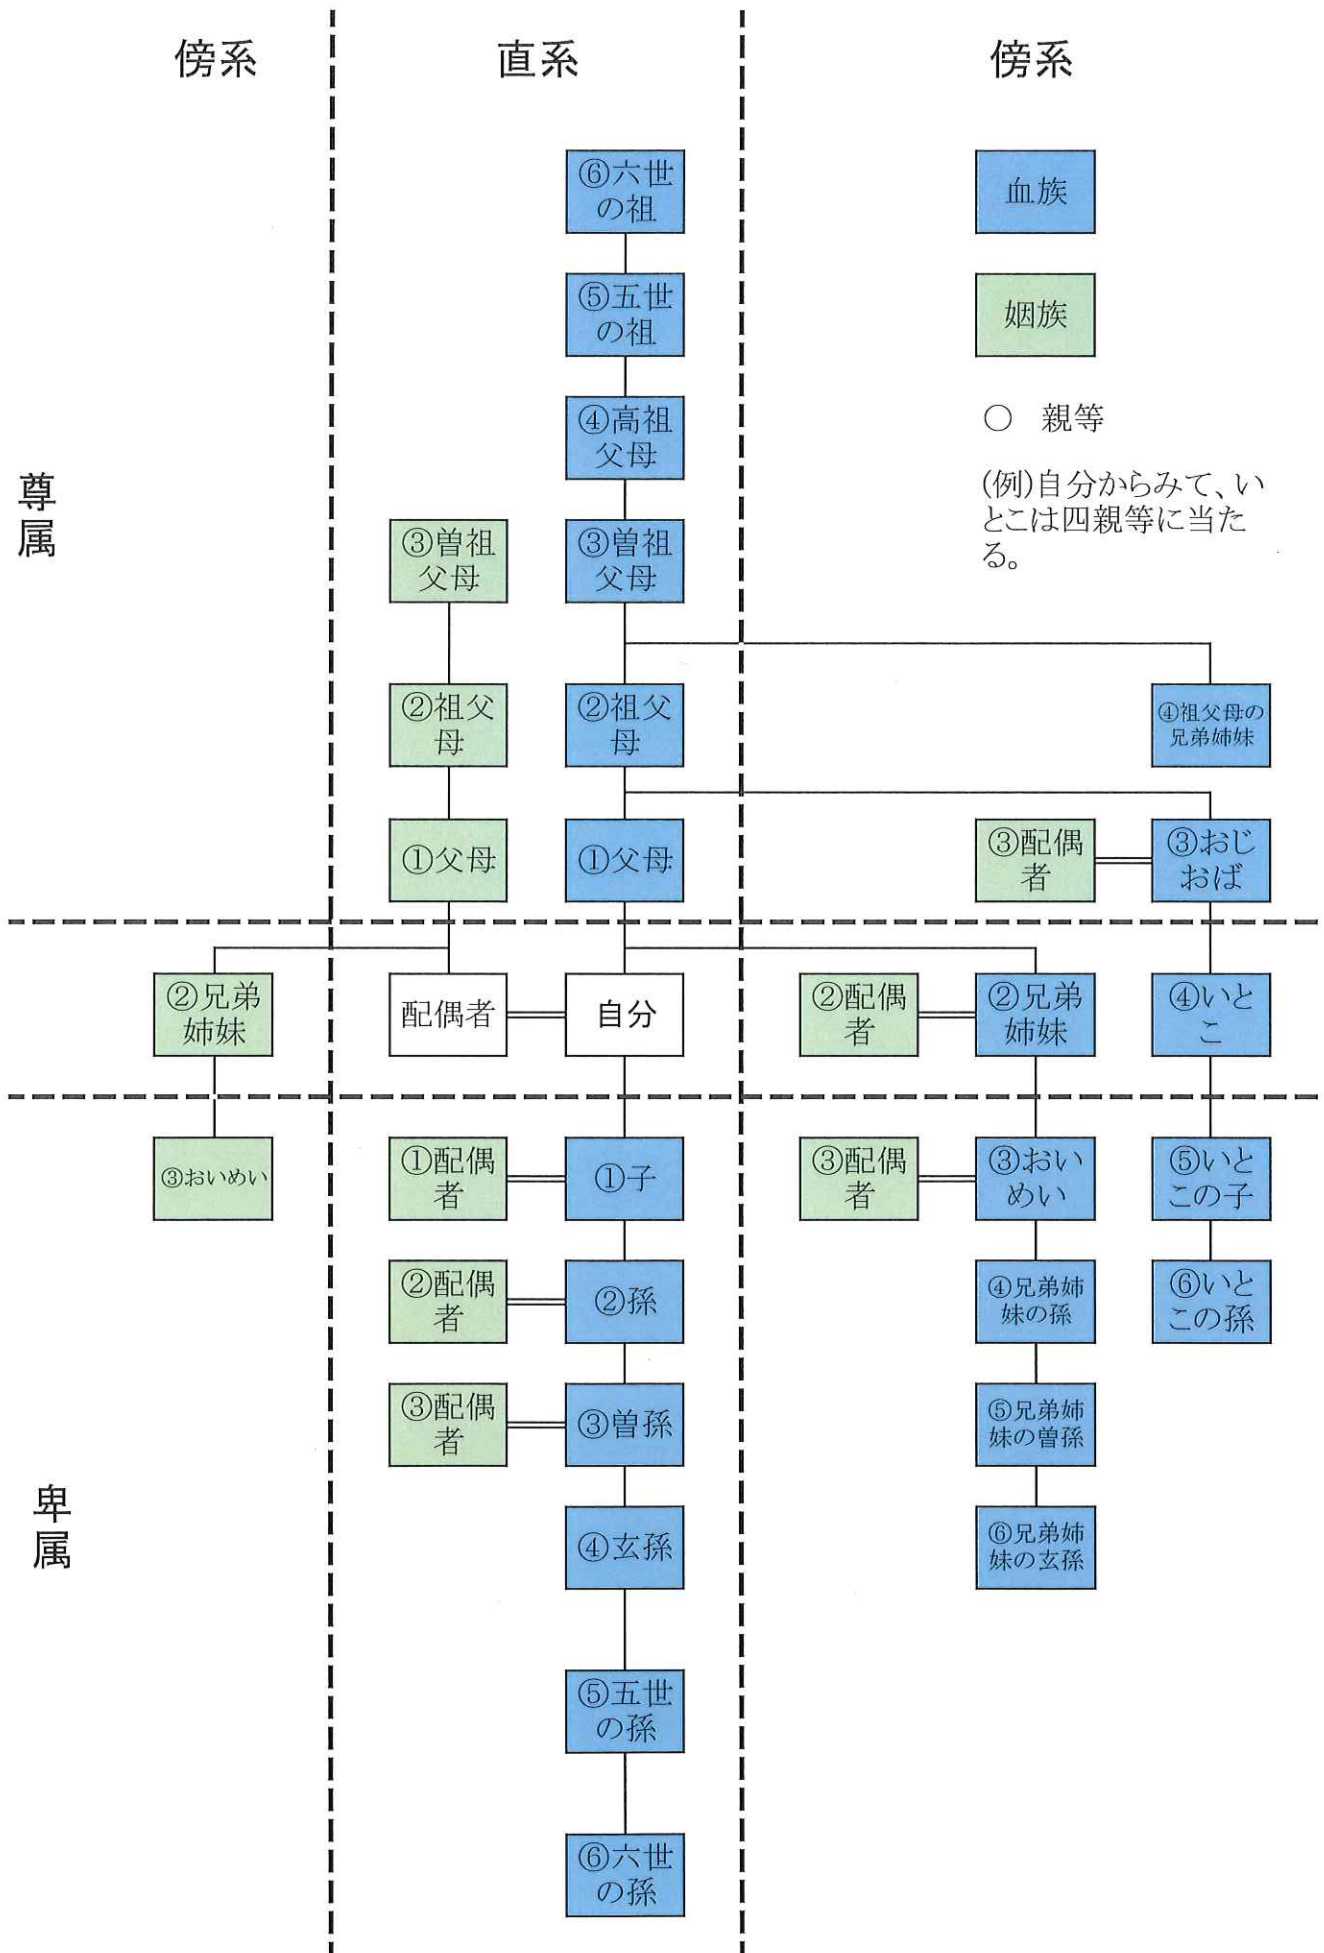 傍系
直系
傍系
⑥六世
の祖
血族
⑤五世
の祖
姻族
④高祖
父母
○　親等
(例)自分からみて、い
とこは四親等に当た
る。
尊
属
③曽祖
父母
③曽祖
父母
②祖父
母
②祖父
母
④祖父母の
兄弟姉妹
①父母
①父母
③配偶
者
③おじ
おば
②兄弟
姉妹
配偶者
自分
②配偶
者
②兄弟
姉妹
④いと
こ
③おいめい
①配偶
者
①子
③配偶
者
③おい
めい
⑤いと
この子
②配偶
者
②孫
④兄弟姉
妹の孫
⑥いと
この孫
③配偶
者
③曽孫
⑤兄弟姉
妹の曽孫
卑
属
④玄孫
⑥兄弟姉
妹の玄孫
⑤五世
の孫
⑥六世
の孫